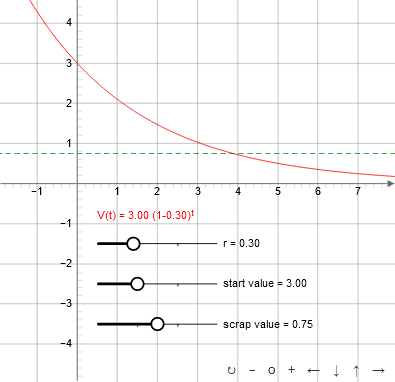 4
3
2
1
−1 1 2 3 4 5 6 7
−1
V(t) = 3.00 (1-0.30)ᵗ
r = 0.30
−2
start value = 3.00
−3
scrap value = 0.75
−4
↻ − o + ← ↓ ↑ →